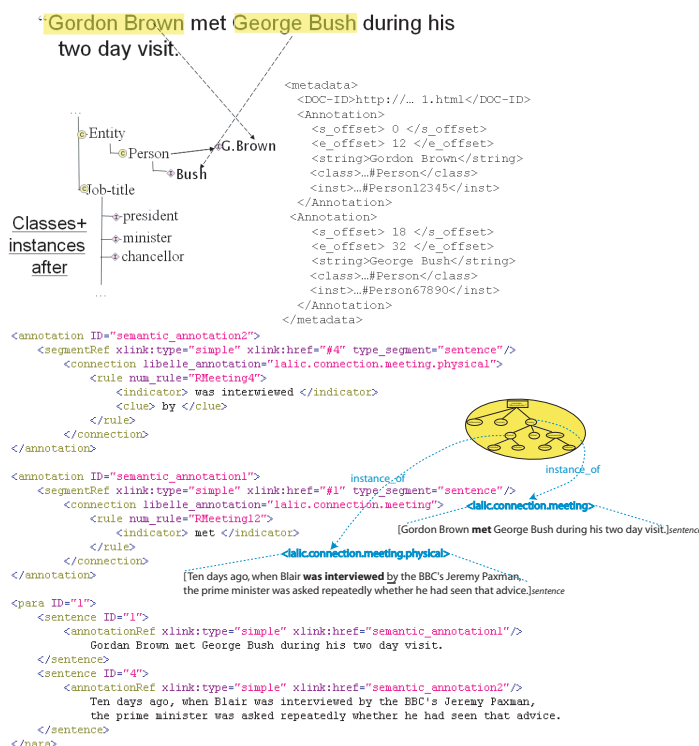 “Gordon Brown met George Bush during his
two day visit.
<metadata>
<DOC-ID>http://… 1.html</DOC-ID>
<Annotation>
<s_offset> 0 </s_offset>
<e_offset> 12 </e_offset>
<string>Gordon Brown</string>
<class>…#Person</class>
<inst>…#Person12345</inst>
</Annotation>
<Annotation>
<s_offset> 18 </s_offset>
<e_offset> 32 </e_offset>
<string>George Bush</string>
<class>…#Person</class>
<inst>…#Person67890</inst>
</Annotation>
</metadata>
…
Entity
Person
G.Brown
Bush
Job-title
president
minister
chancellor
…
Classes+
instances
after
<annotation ID="semantic_annotation2">
<segmentRef xlink:type="simple" xlink:href="#4" type_segment="sentence"/>
<connection libelle_annotation="lalic.connection.meeting.physical">
<rule num_rule="RMeeting4">
<indicator> was interviewed </indicator>
<clue> by </clue>
</rule>
</connection>
</annotation>
<annotation ID="semantic_annotation1">
<segmentRef xlink:type="simple" xlink:href="#1" type_segment="sentence"/>
<connection libelle_annotation="lalic.connection.meeting">
<rule num_rule="RMeeting12">
<indicator> met </indicator>
</rule>
</connection>
</annotation>
instance_of
instance_of
<lalic.connection.meeting>
[Gordon Brown met George Bush during his two day visit.]sentence
<lalic.connection.meeting.physical>
[Ten days ago, when Blair was interviewed by the BBC's Jeremy Paxman,
the prime minister was asked repeatedly whether he had seen that advice.]sentence
<para ID="1">
<sentence ID="1">
<annotationRef xlink:type="simple" xlink:href="semantic_annotation1"/>
Gordan Brown met George Bush during his two day visit.
</sentence>
<sentence ID="4">
<annotationRef xlink:type="simple" xlink:href="semantic_annotation2"/>
Ten days ago, when Blair was interviewed by the BBC's Jeremy Paxman,
the prime minister was asked repeatedly whether he had seen that advice.
</sentence>
</para>